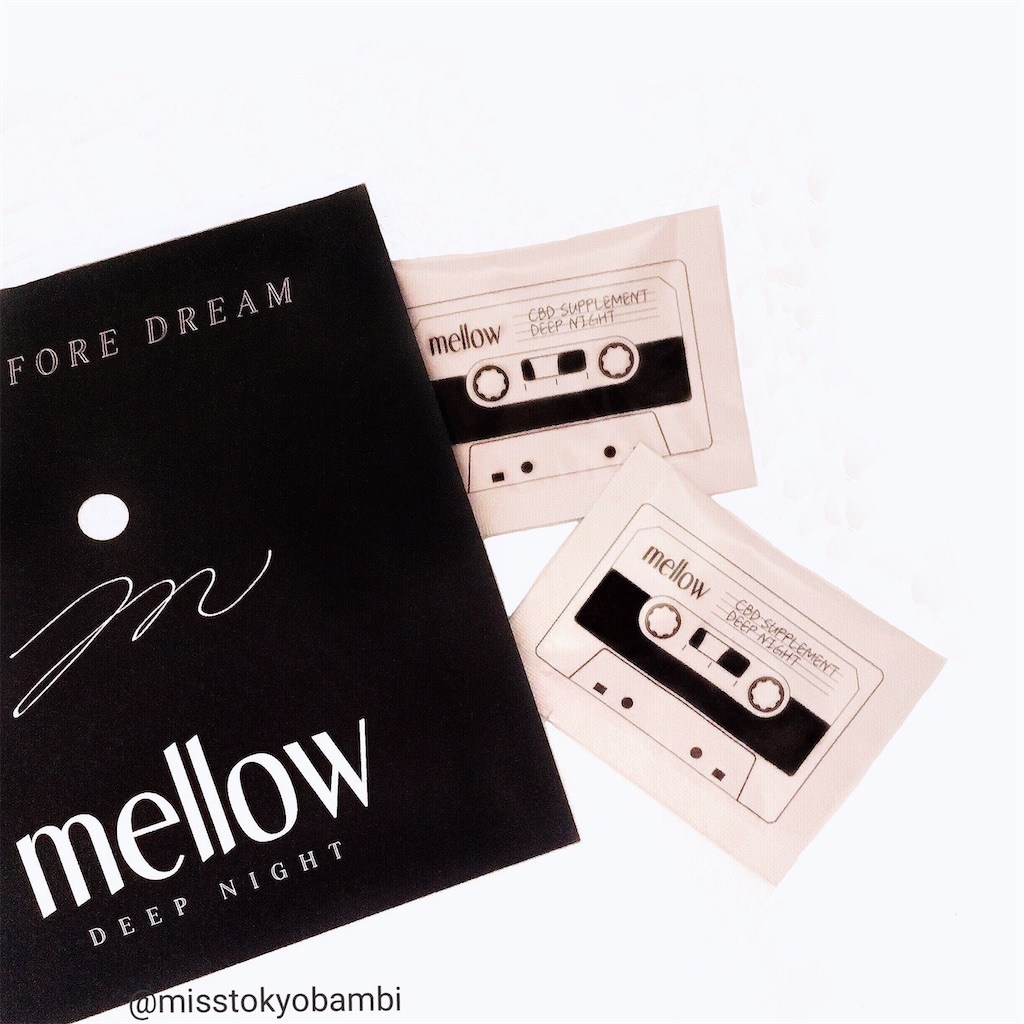 FORE DREAM
mellow
DEEP NIGHT
mellow
CBD SUPPLEMENT
DEEP NIGHT
mellow
CBD SUPPLEMENT
DEEP NIGHT
@misstokyobambi